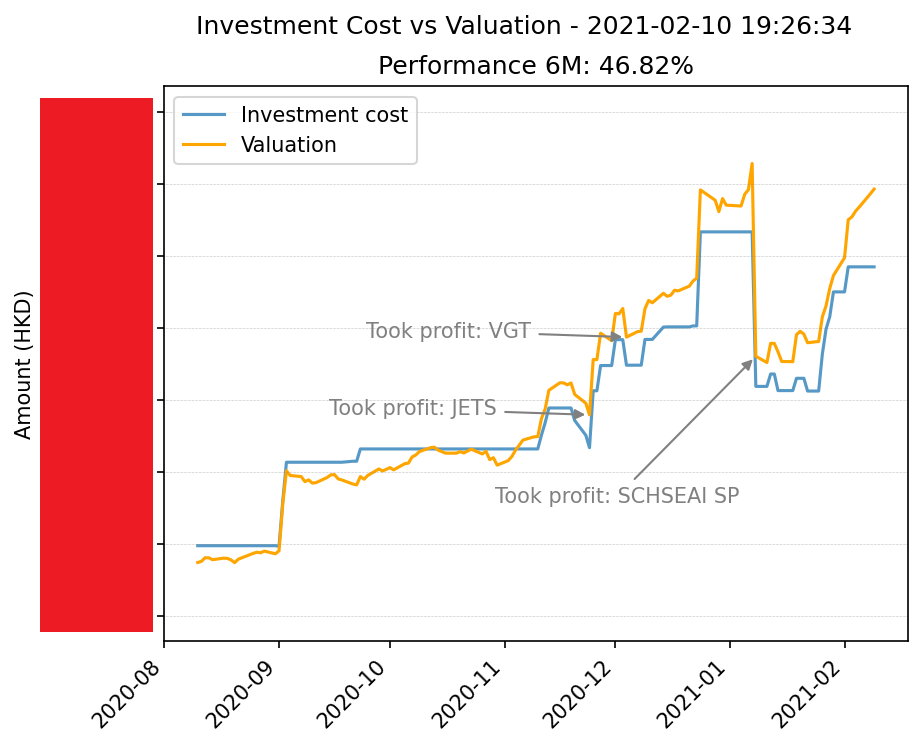 Investment Cost vs Valuation - 2021-02-10 19:26:34
Performance 6M: 46.82%
Investment cost
Valuation
Amount (HKD)
Took profit: VGT
Took profit: JETS
Took profit: SCHSEAI SP
2020-08
2020-09
2020-10
2020-11
2020-12
2021-01
2021-02